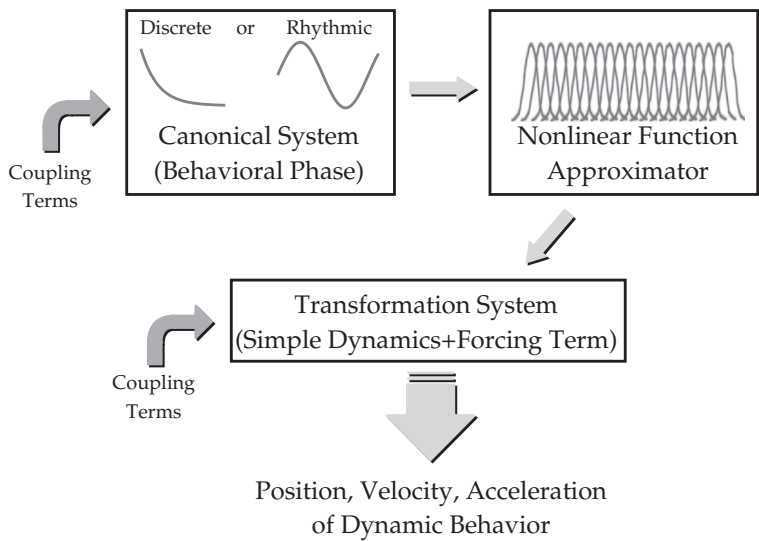 Discrete or Rhythmic
Canonical System
(Behavioral Phase)
Nonlinear Function
Approximator
Coupling
Terms
Transformation System
(Simple Dynamics+Forcing Term)
Coupling
Terms
Position, Velocity, Acceleration
of Dynamic Behavior